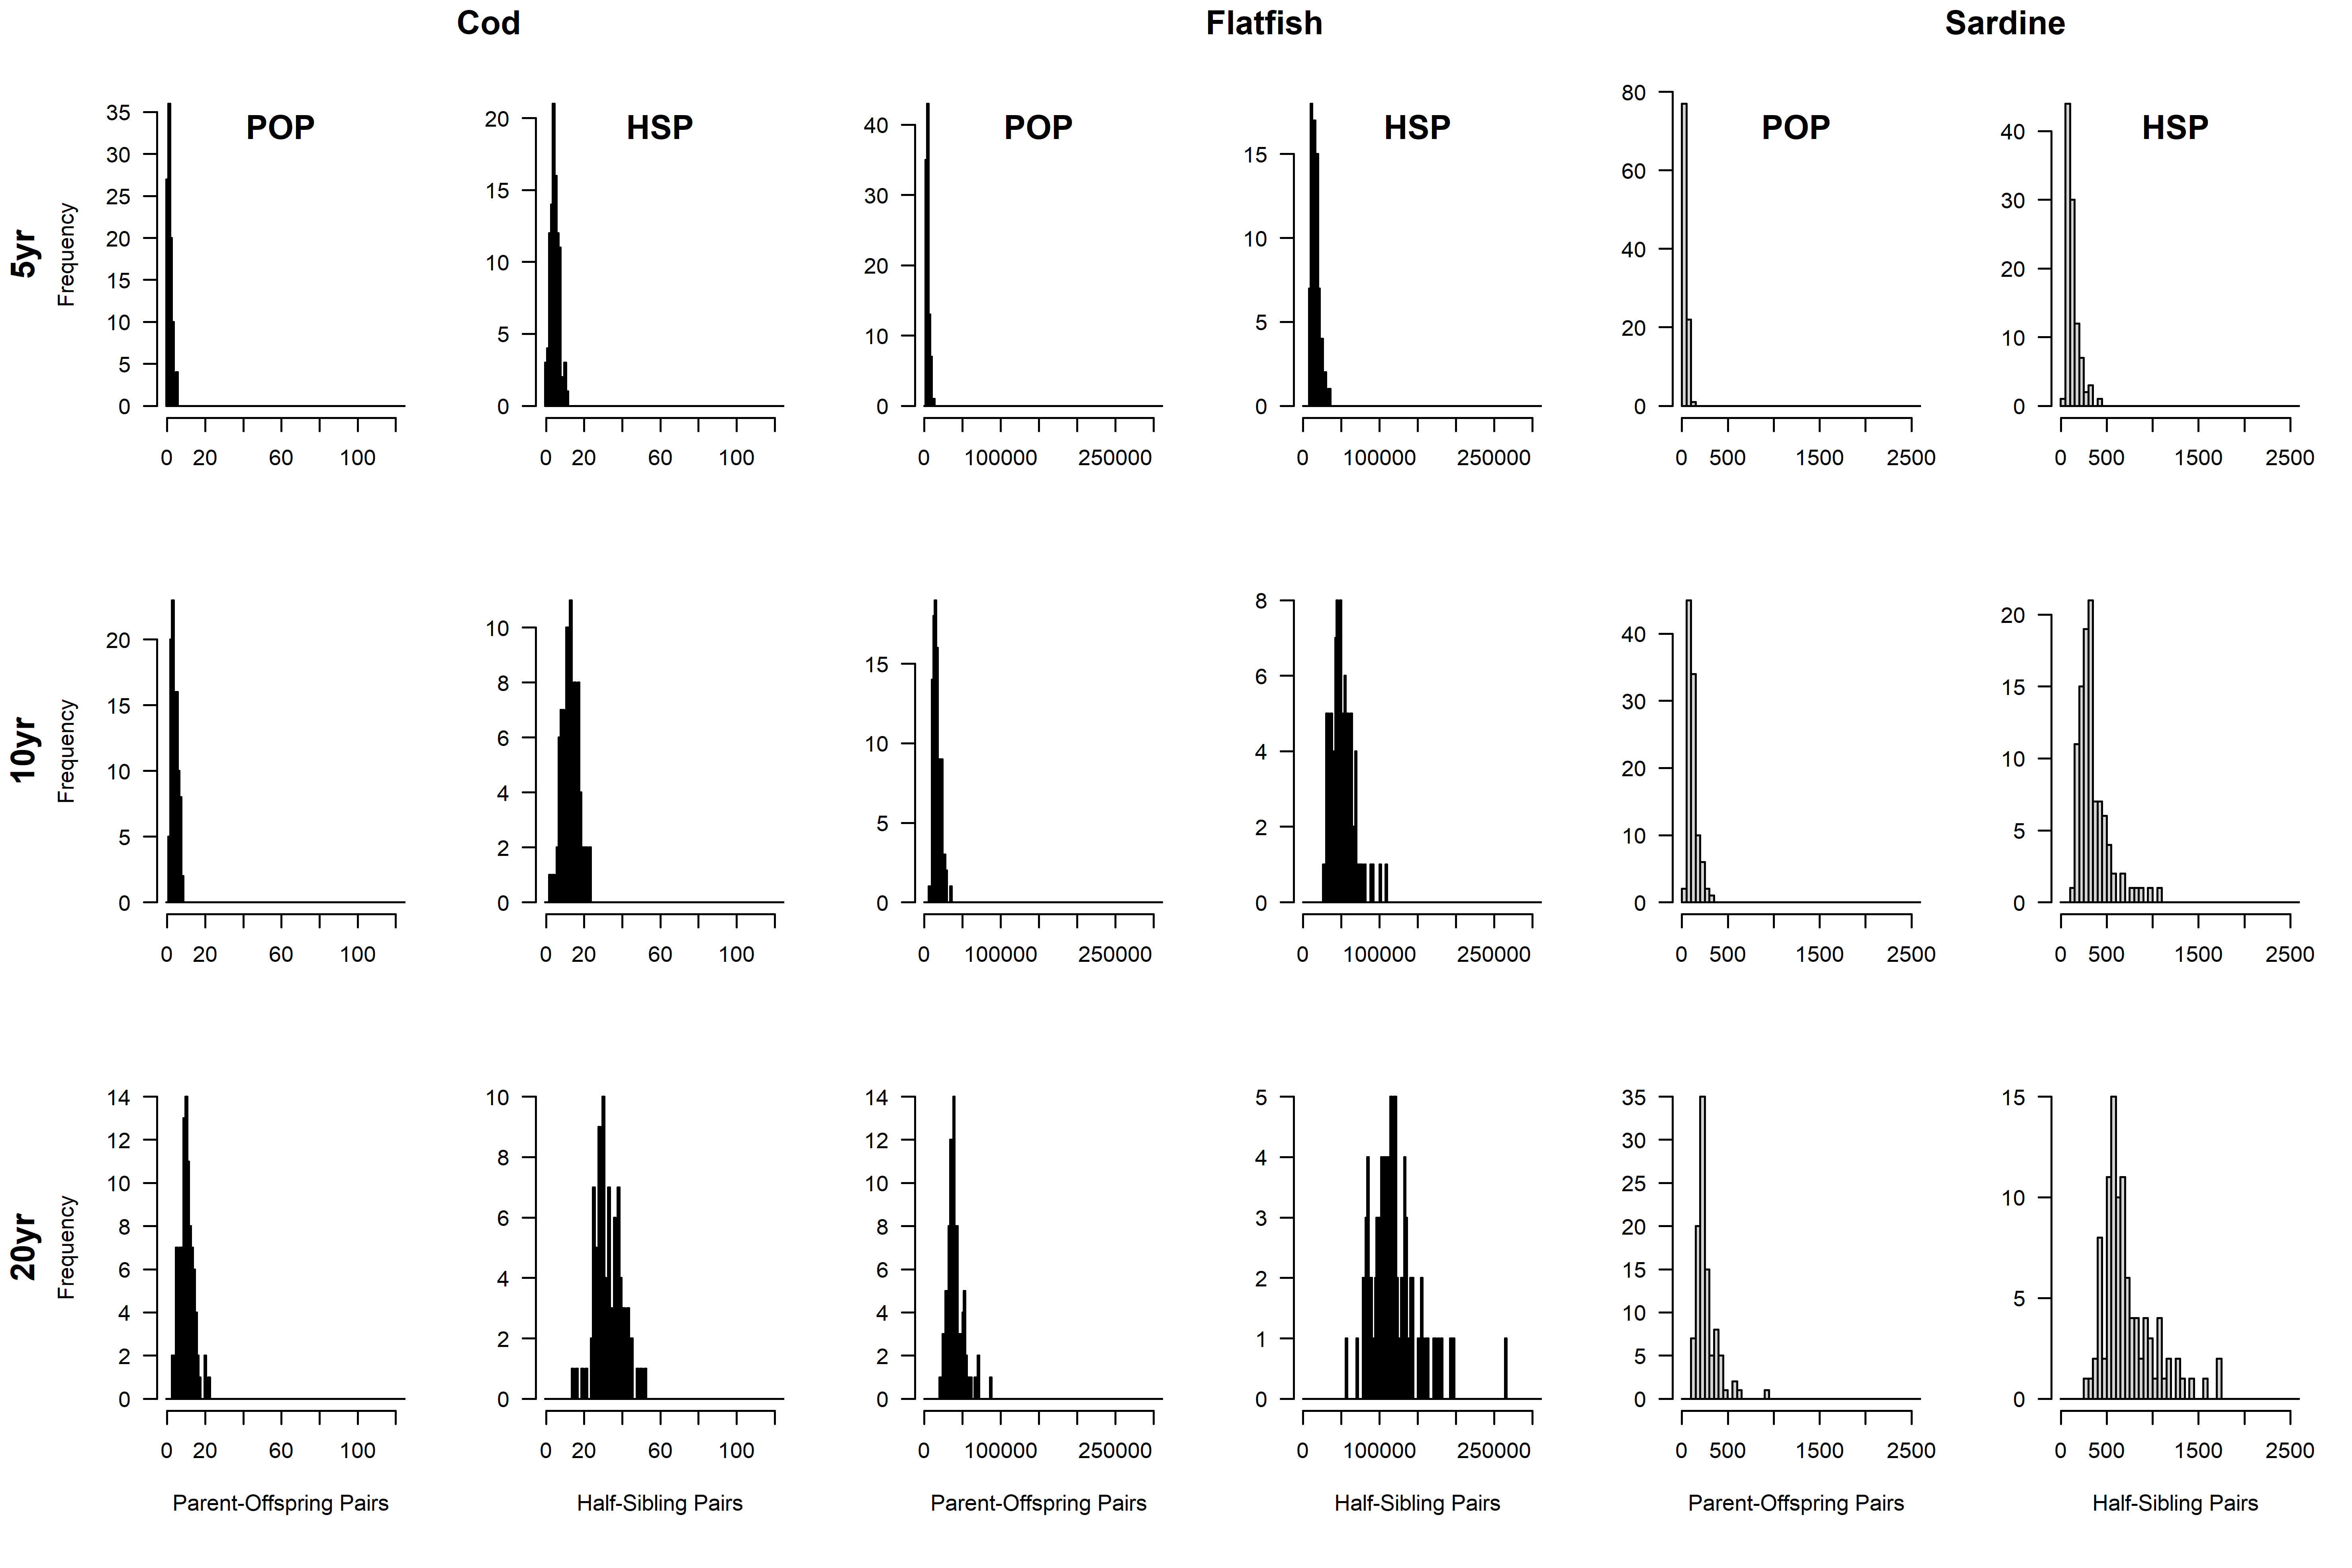 Cod Flatfish Sardine
POP HSP POP HSP POP HSP
5yr
Frequency
0 5 10 15 20 25 30 35
0 20 60 100
0 5 10 15 20
0 20 60 100
0 10 20 30 40
0 100000 250000
0 5 10 15
0 100000 250000
0 20 40 60 80
0 500 1500 2500
0 10 20 30 40
0 500 1500 2500
10yr
Frequency
0 5 10 15 20
0 20 60 100
0 2 4 6 8 10
0 20 60 100
0 5 10 15
0 100000 250000
0 2 4 6 8
0 100000 250000
0 10 20 30 40
0 500 1500 2500
0 5 10 15 20
0 500 1500 2500
20yr
Frequency
0 2 4 6 8 10 12 14
0 20 60 100
Parent-Offspring Pairs
0 2 4 6 8 10
0 20 60 100
Half-Sibling Pairs
0 2 4 6 8 10 12 14
0 100000 250000
Parent-Offspring Pairs
0 1 2 3 4 5
0 100000 250000
Half-Sibling Pairs
0 5 10 15 20 25 30 35
0 500 1500 2500
Parent-Offspring Pairs
0 5 10 15
0 500 1500 2500
Half-Sibling Pairs